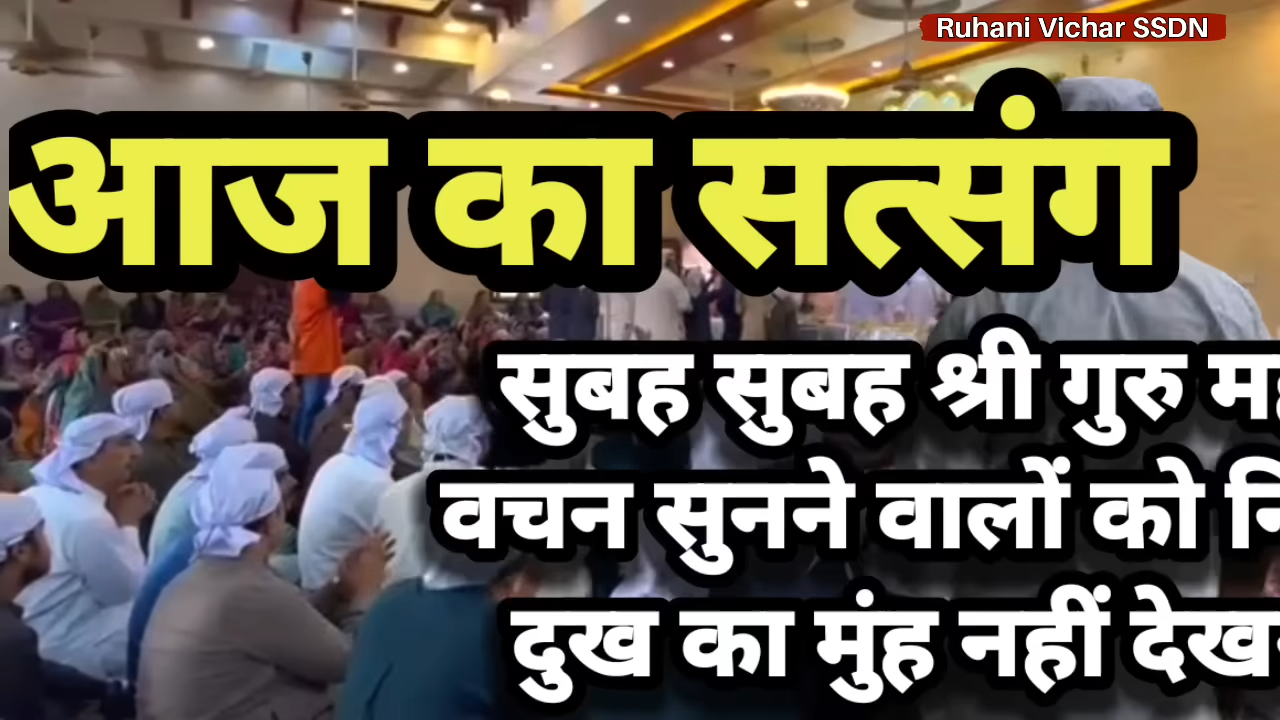 Ruhani Vichar SSDN
आज का सत्संग
सुबह सुबह श्री गुरु
वचन सुनने वालों को
दुख का मुंह नहीं